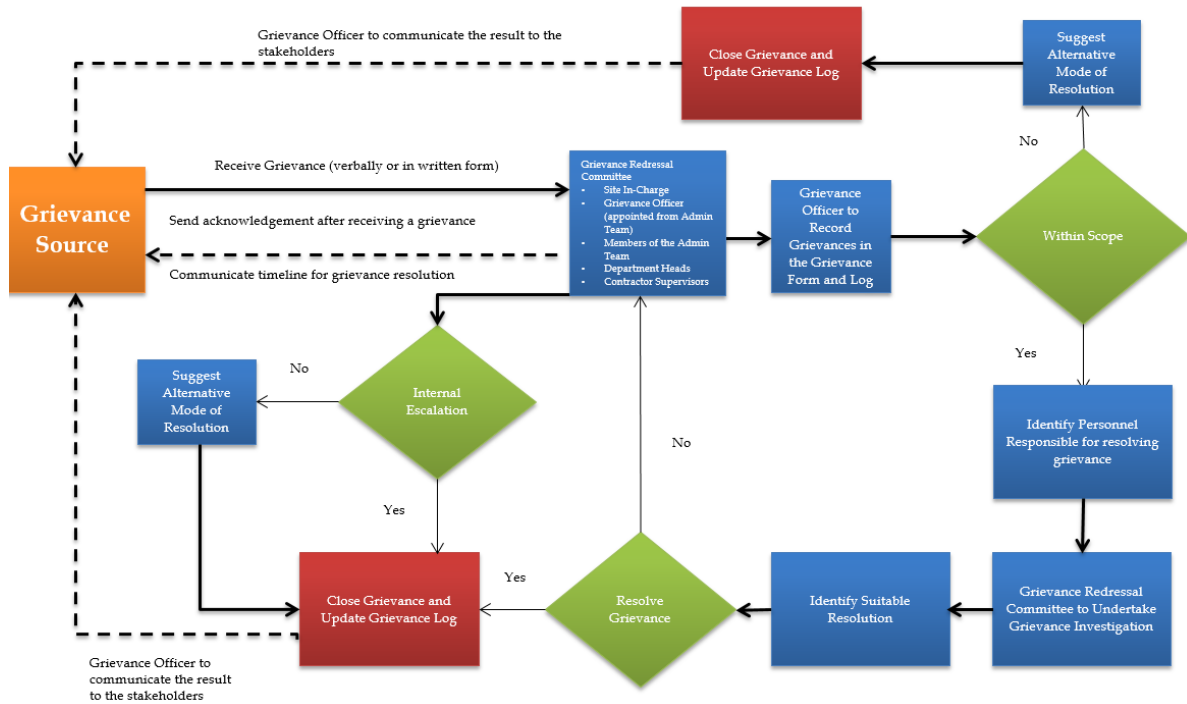 Grievance Officer to communicate the result to the
stakeholders
Close Grievance and
Update Grievance Log
Suggest
Alternative
Mode of
Resolution
No
Grievance
Source
Receive Grievance (verbally or in written form)
Send acknowledgement after receiving a grievance
Communicate timeline for grievance resolution
Grievance Redressal
Committee
- Site In-Charge
- Grievance Officer
(appointed from Admin
Team)
- Members of the Admin
Team
- Department Heads
- Contractor Supervisors
Grievance
Officer to
Record
Grievances in
the Grievance
Form and Log
Within Scope
Yes
Suggest
Alternative
Mode of
Resolution
No
Internal
Escalation
Yes
No
Identify Personnel
Responsible for resolving
grievance
Close Grievance and
Update Grievance Log
Yes
Resolve
Grievance
Identify Suitable
Resolution
Grievance Redressal
Committee to Undertake
Grievance Investigation
Grievance Officer to
communicate the result
to the stakeholders